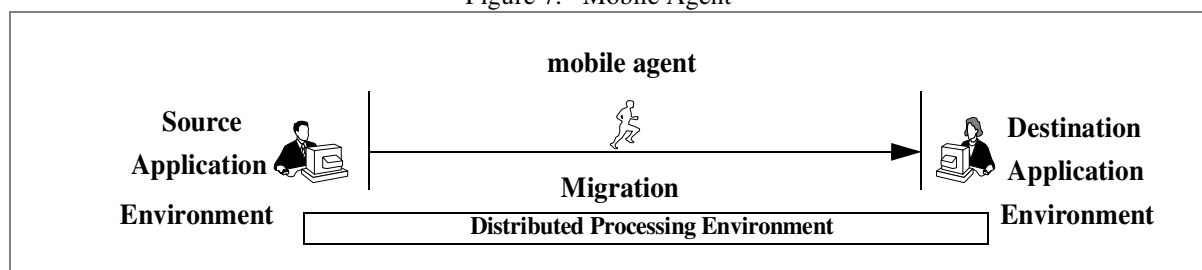 Figure 7. Mobile Agent
mobile agent
Source
Application
Environment
Migration
Distributed Processing Environment
Destination
Application
Environment